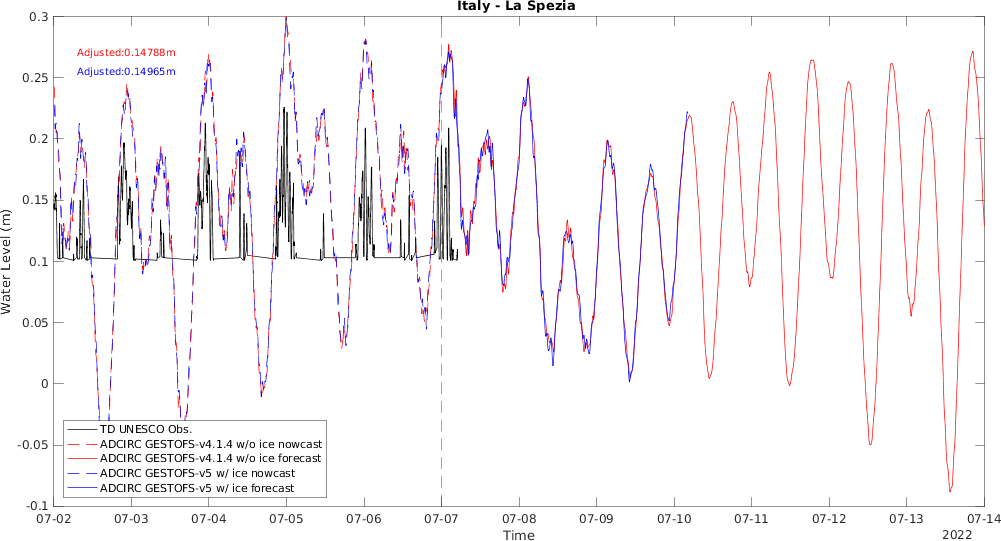 Italy - La Spezia
Adjusted:0.14788m
Adjusted:0.14965m
Water Level (m)
0.3
0.25
0.2
0.15
0.1
0.05
0
-0.05
-0.1
TD UNESCO Obs.
ADCIRC GESTOFS-v4.1.4 w/o ice nowcast
ADCIRC GESTOFS-v4.1.4 w/o ice forecast
ADCIRC GESTOFS-v5 w/ ice nowcast
ADCIRC GESTOFS-v5 w/ ice forecast
07-02 07-03 07-04 07-05 07-06 07-07 07-08 07-09 07-10 07-11 07-12 07-13 07-14
Time
2022